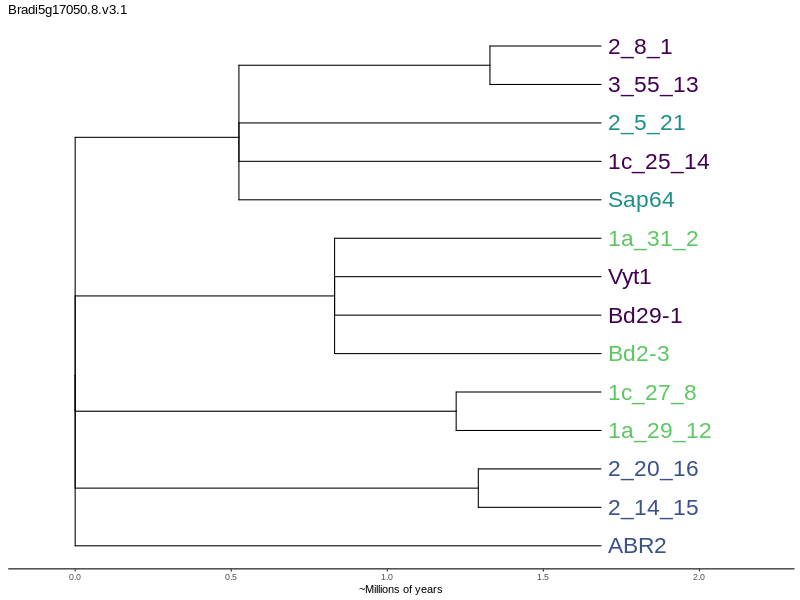 Bradi5g17050.8.v3.1
2_8_1
3_55_13
2_5_21
1c_25_14
Sap64
1a_31_2
Vyt1
Bd29-1
Bd2-3
1c_27_8
1a_29_12
2_20_16
2_14_15
ABR2
0.0 0.5 1.0 1.5 2.0
~Millions of years